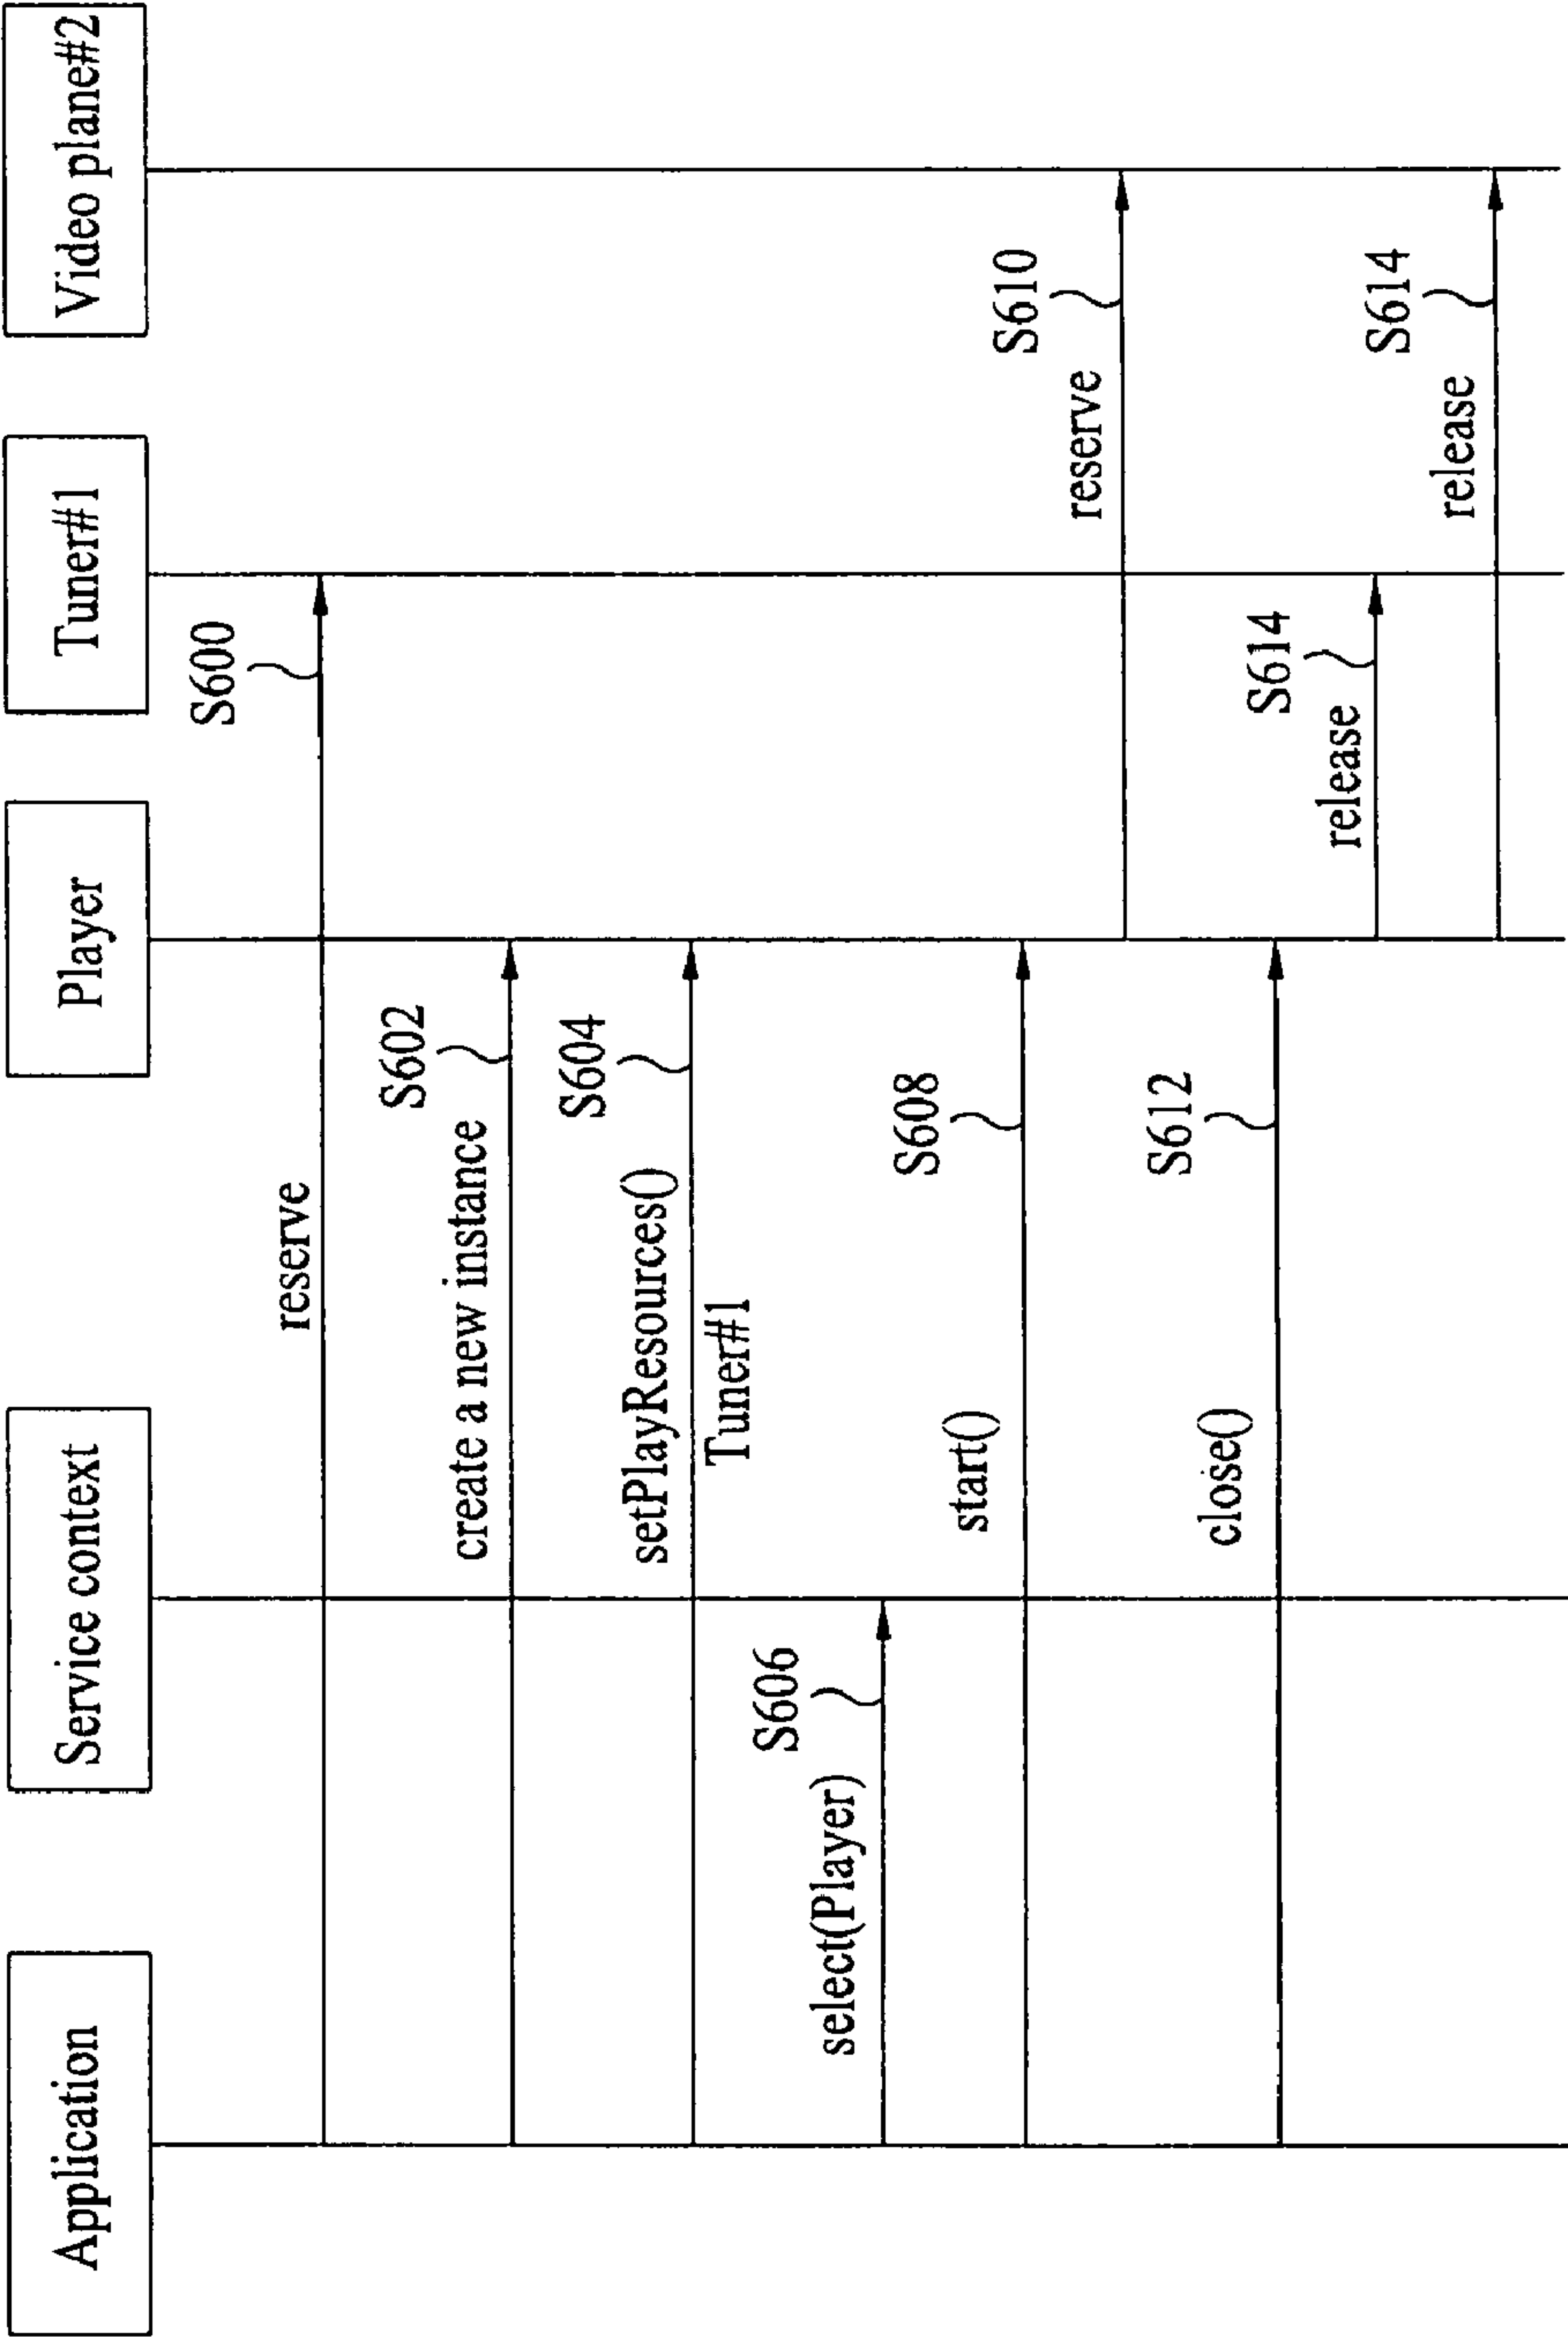 Application
Service context
Player
Tuner#1
Video plane#2
reserve
S600
create a new instance
S602
setPlayResources()
S604
Tuner#1
select(Player)
S606
start()
S608
reserve
S610
close()
S612
release
S614
release
S614